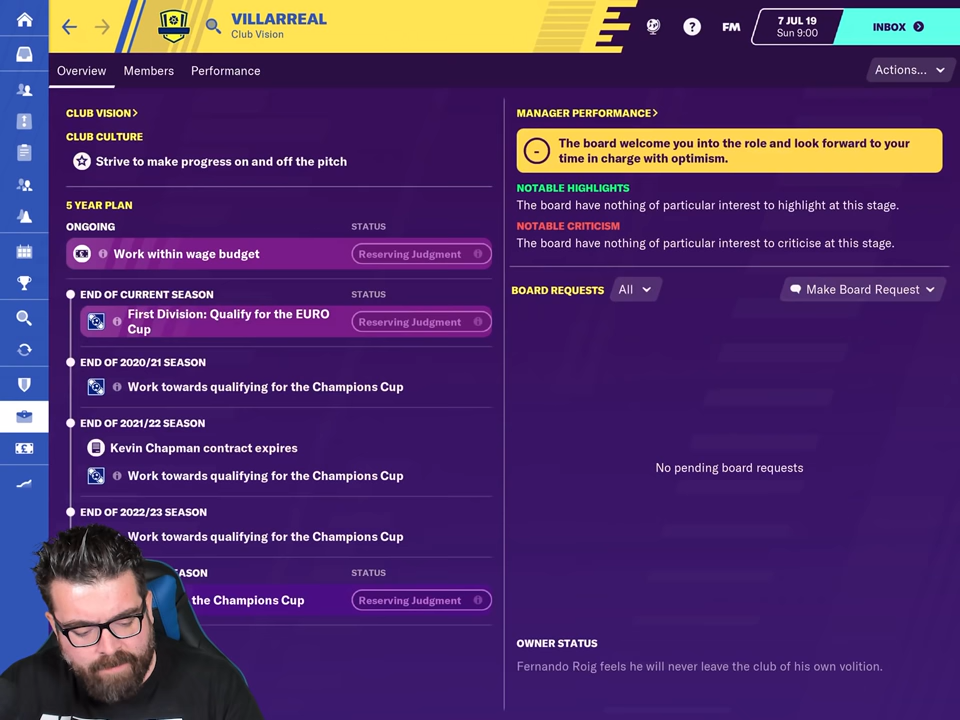 VILLARREAL
Club Vision
?
FM
7 JUL 19
Sun 9:00
INBOX
Overview
Members
Performance
Actions...
CLUB VISION
CLUB CULTURE
Strive to make progress on and off the pitch
5 YEAR PLAN
ONGOING
STATUS
Work within wage budget
Reserving Judgment
END OF CURRENT SEASON
STATUS
First Division: Qualify for the EURO
Cup
Reserving Judgment
END OF 2020/21 SEASON
Work towards qualifying for the Champions Cup
END OF 2021/22 SEASON
Kevin Chapman contract expires
Work towards qualifying for the Champions Cup
END OF 2022/23 SEASON
Work towards qualifying for the Champions Cup
ASON
STATUS
the Champions Cup
Reserving Judgment
MANAGER PERFORMANCE
The board welcome you into the role and look forward to your
time in charge with optimism.
NOTABLE HIGHLIGHTS
The board have nothing of particular interest to highlight at this stage.
NOTABLE CRITICISM
The board have nothing of particular interest to criticise at this stage.
BOARD REQUESTS
All
Make Board Request
No pending board requests
OWNER STATUS
Fernando Roig feels he will never leave the club of his own volition.